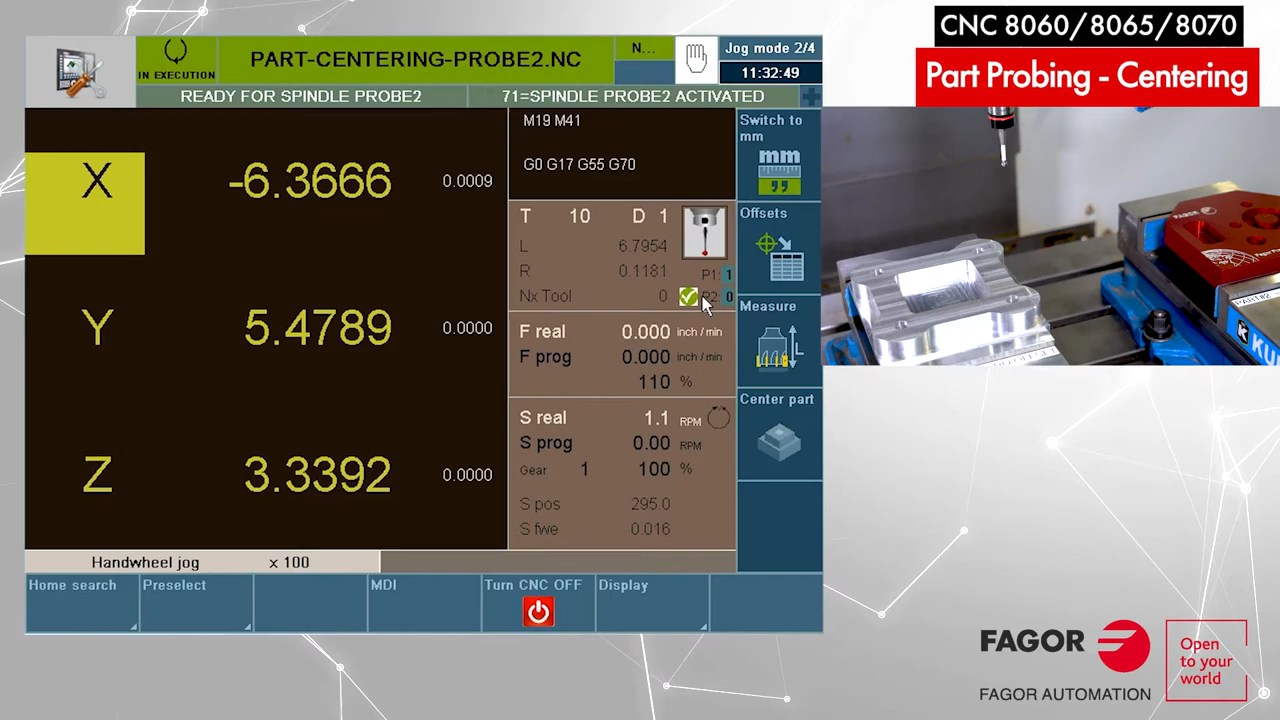 CNC 8060/8065/8070
Part Probing - Centering
IN EXECUTION
PART-CENTERING-PROBE2.NC
N...
Jog mode 2/4
11:32:49
READY FOR SPINDLE PROBE2
71=SPINDLE PROBE2 ACTIVATED
X -6.3666 0.0009
Y 5.4789 0.0000
Z 3.3392 0.0000
M19 M41
G0 G17 G55 G70
T 10 D 1
L 6.7954
R 0.1181
P1: 1
Nx Tool 0
P2: 0
F real 0.000 inch / min
F prog 0.000 inch / min
110 %
S real 1.1 RPM
S prog 0.00 RPM
Gear 1 100 %
S pos 295.0
S fwe -0.016
Switch to
mm
mm
Offsets
Measure
L
Center part
Handwheel jog x 100
Home search
Preselect
MDI
Turn CNC OFF
Display
FAGOR
KU
FAGOR
FAGOR AUTOMATION
Open
to your
world